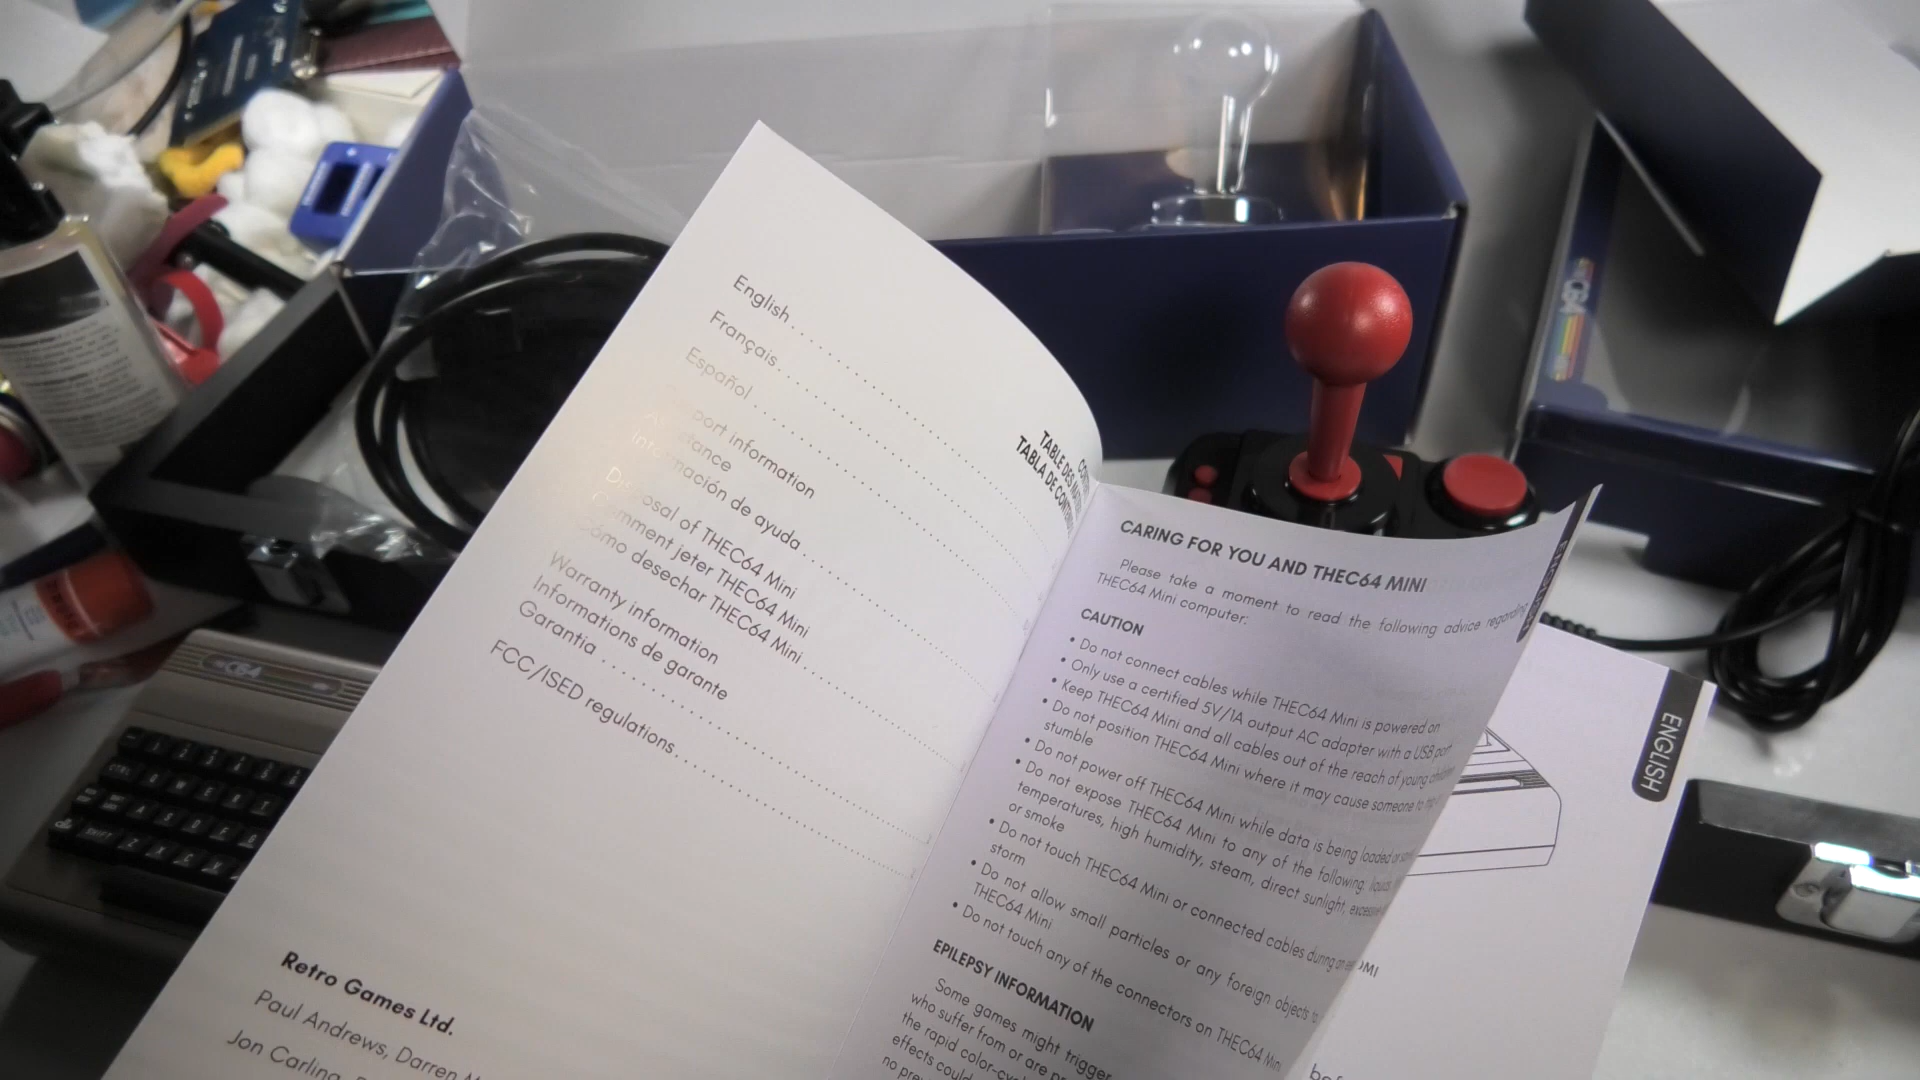 English
Français
Español
information
Información de ayuda
Disposal of THEC64 Mini
Comment jeter THEC64 Mini
Cómo desechar THEC64 Mini
Warranty information
Informations de garante
Garantia
FCC/ISED regulations
TABLE DES
TABLA DE
Retro Games Ltd.
Paul Andrews, Darren
Jon Carling,
CARING FOR YOU AND THEC64 MINI
Please take a moment to read the following advice regarding
THEC64 Mini computer:
CAUTION
• Do not connect cables while THEC64 Mini is powered on
• Only use a certified 5V/1A output AC adapter with a USB port
• Keep THEC64 Mini and all cables out of the reach of young children
• Do not position THEC64 Mini where it may cause someone to
stumble
• Do not power off THEC64 Mini while data is being loaded or
• Do not expose THEC64 Mini to any of the following: liquids,
temperatures, high humidity, steam, direct sunlight, excessive
or smoke
• Do not touch THEC64 Mini or connected cables during an
storm
• Do not allow small particles or any foreign objects to
THEC64 Mini
• Do not touch any of the connectors on THEC64 Mini
EPILEPSY INFORMATION
Some games might trigger
who suffer from or are
the rapid
effects could
ENGLISH
ENGLISH
C64
CTRL Q W E R T
A S D F
SHIFT Z X C V